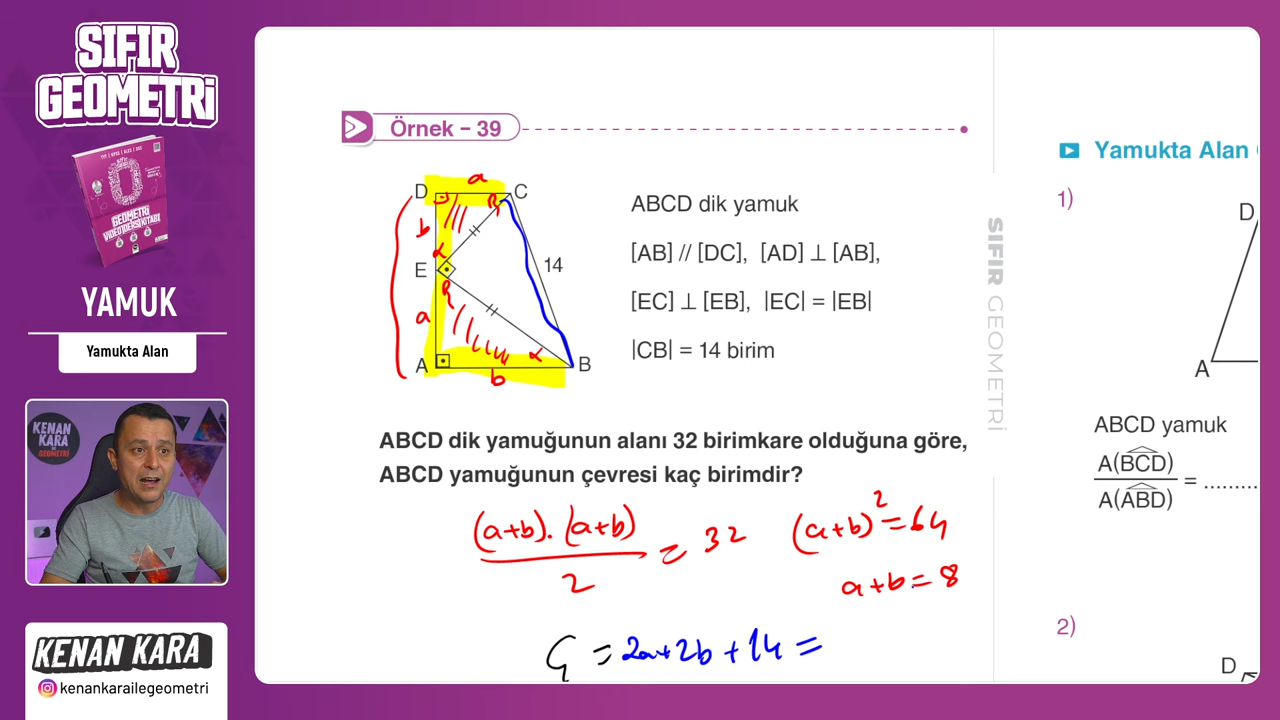 SIFIR
GEOMETRİ
GEOMETRİ
VİDEO DERS KİTABI
YAMUK
Yamukta Alan
KENAN
KARA
GEOMETRİ
KENAN KARA
kenankarailegeometri
Örnek – 39
D
a
C
b
α
E
14
a
α
A
b
B
ABCD dik yamuk
[AB] // [DC], [AD] ⊥ [AB],
[EC] ⊥ [EB], |EC| = |EB|
|CB| = 14 birim
ABCD dik yamuğunun alanı 32 birimkare olduğuna göre,
ABCD yamuğunun çevresi kaç birimdir?
(a+b).(a+b)/2 = 32
(a+b)²=64
a+b=8
Ç =2a+2b+14=
SIFIR GEOMETRİ
Yamukta Alan
1)
D
A
ABCD yamuk
A(BCD)/A(ABD) = .........
2)
D